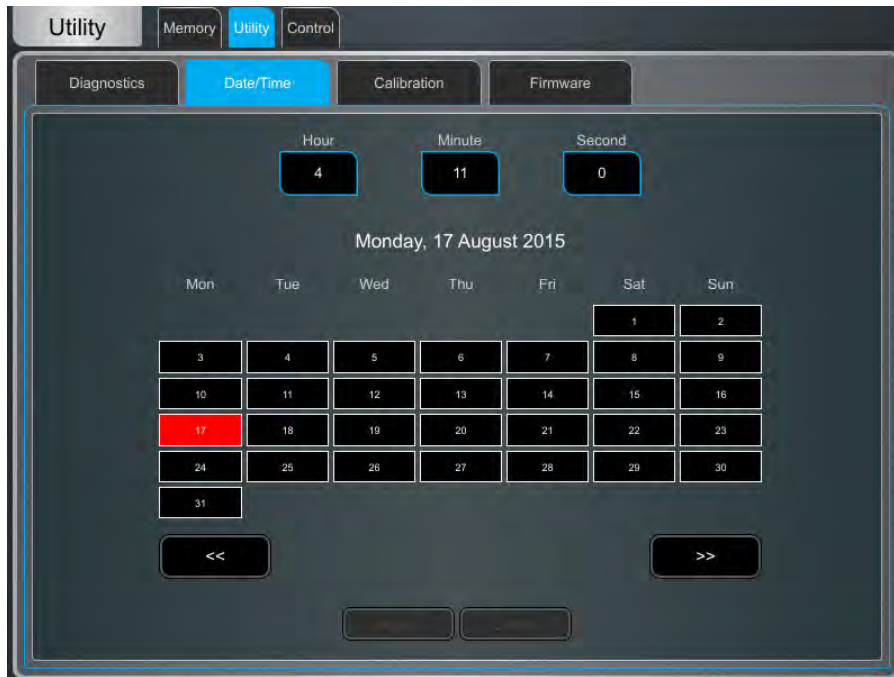 Utility Memory Utility Control
Diagnostics Date/Time Calibration Firmware
Hour Minute Second
4 11 0
Monday, 17 August 2015
Mon Tue Wed Thu Fri Sat Sun
1 2
3 4 5 6 7 8 9
10 11 12 13 14 15 16
17 18 19 20 21 22 23
24 25 26 27 28 29 30
31
<< >>